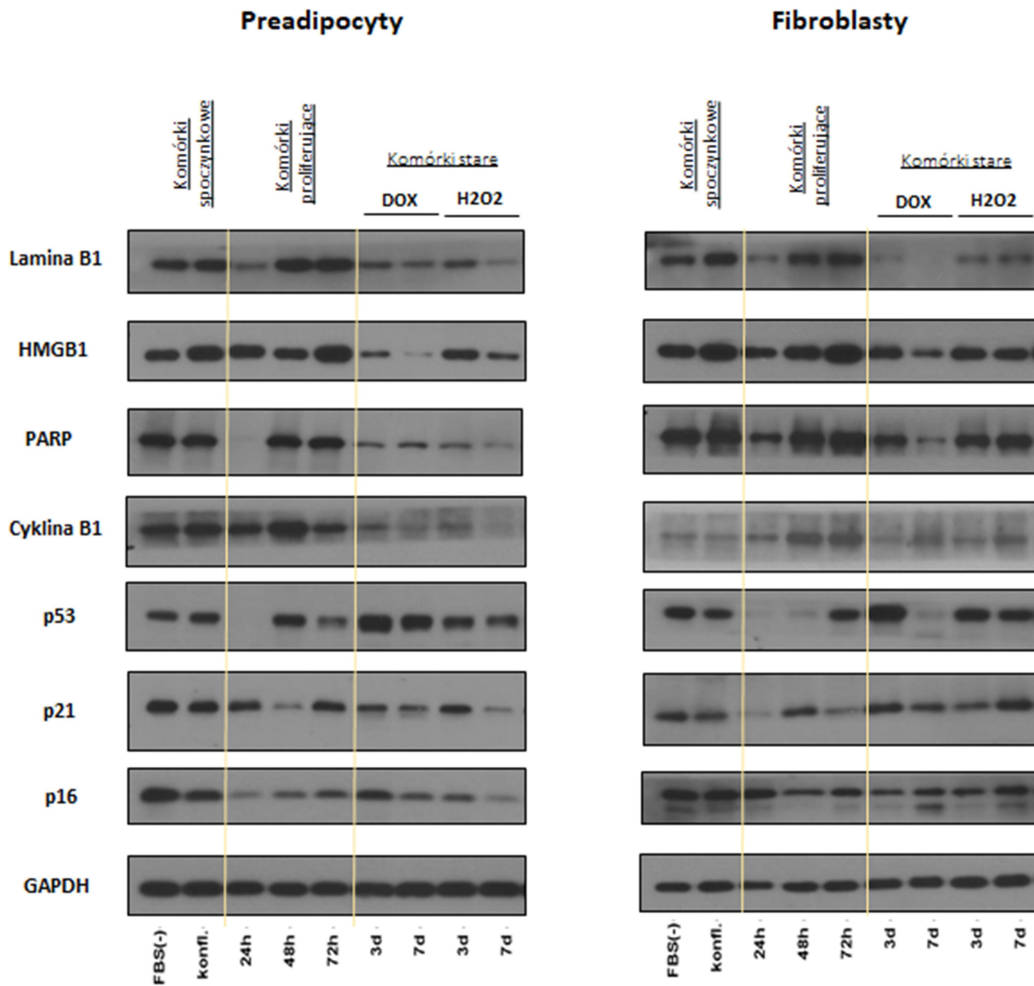 Preadipocyty
Fibroblasty
Komórki
spoczynkowe
Komórki
proliferujące
Komórki stare
DOX
H2O2
Komórki
spoczynkowe
Komórki
proliferujące
Komórki stare
DOX
H2O2
Lamina B1
HMGB1
PARP
Cyklina B1
p53
p21
p16
GAPDH
FBS(-)
konfl.
24h
48h
72h
3d
7d
3d
7d
FBS(-)
konfl.
24h
48h
72h
3d
7d
3d
7d